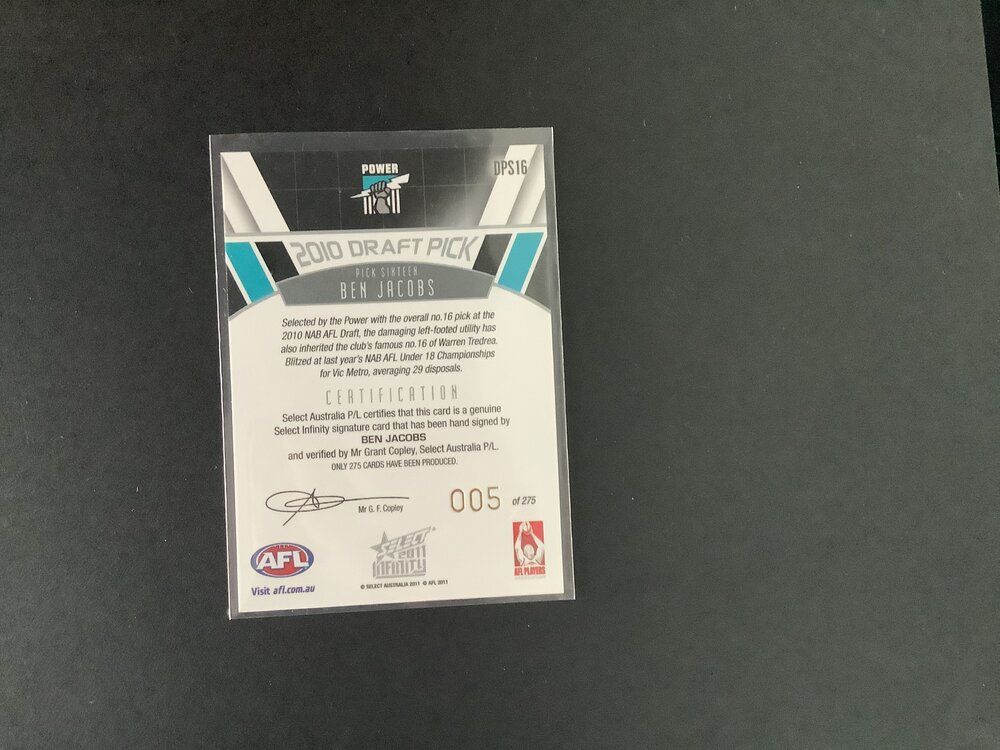 POWER
DPS16
2010 DRAFT PICK
PICK SIXTEEN
BEN JACOBS
Selected by the Power with the overall no.16 pick at the
2010 NAB AFL Draft, the damaging left-footed utility has
also inherited the club's famous no.16 of Warren Tredrea.
Blitzed at last year's NAB AFL Under 18 Championships
for Vic Metro, averaging 29 disposals.
CERTIFICATION
Select Australia P/L certifies that this card is a genuine
Select Infinity signature card that has been hand signed by
BEN JACOBS
and verified by Mr Grant Copley, Select Australia P/L.
ONLY 275 CARDS HAVE BEEN PRODUCED.
Mr G. F. Copley
005 of 275
AFL
Visit afl.com.au
SELECT
2011
INFINITY
© SELECT AUSTRALIA 2011 © AFL 2011
AFL PLAYERS